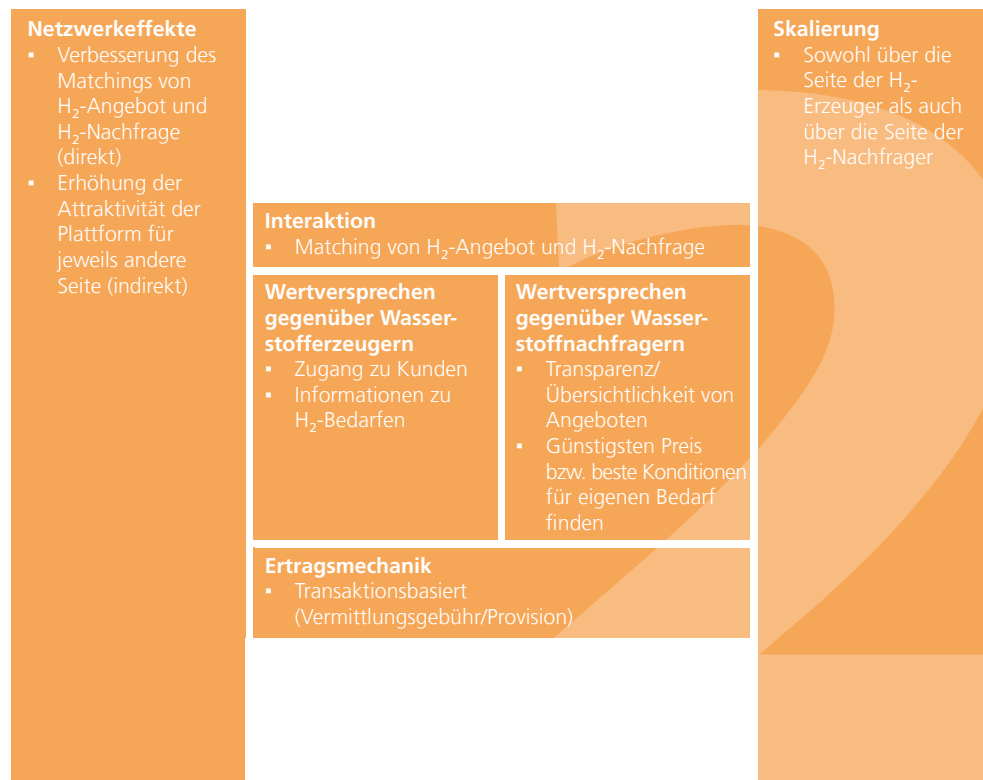 Netzwerkeffekte
▪ Verbesserung des
Matchings von
H₂-Angebot und
H₂-Nachfrage
(direkt)
▪ Erhöhung der
Attraktivität der
Plattform für
jeweils andere
Seite (indirekt)
Interaktion
▪ Matching von H₂-Angebot und H₂-Nachfrage
Wertversprechen
gegenüber Wasser-
stofferzeugern
▪ Zugang zu Kunden
▪ Informationen zu
H₂-Bedarfen
Wertversprechen
gegenüber Wasser-
stoffnachfragern
▪ Transparenz/
Übersichtlichkeit von
Angeboten
▪ Günstigsten Preis
bzw. beste Konditionen
für eigenen Bedarf
finden
Ertragsmechanik
▪ Transaktionsbasiert
(Vermittlungsgebühr/Provision)
Skalierung
▪ Sowohl über die
Seite der H₂-
Erzeuger als auch
über die Seite der
H₂-Nachfrager
2